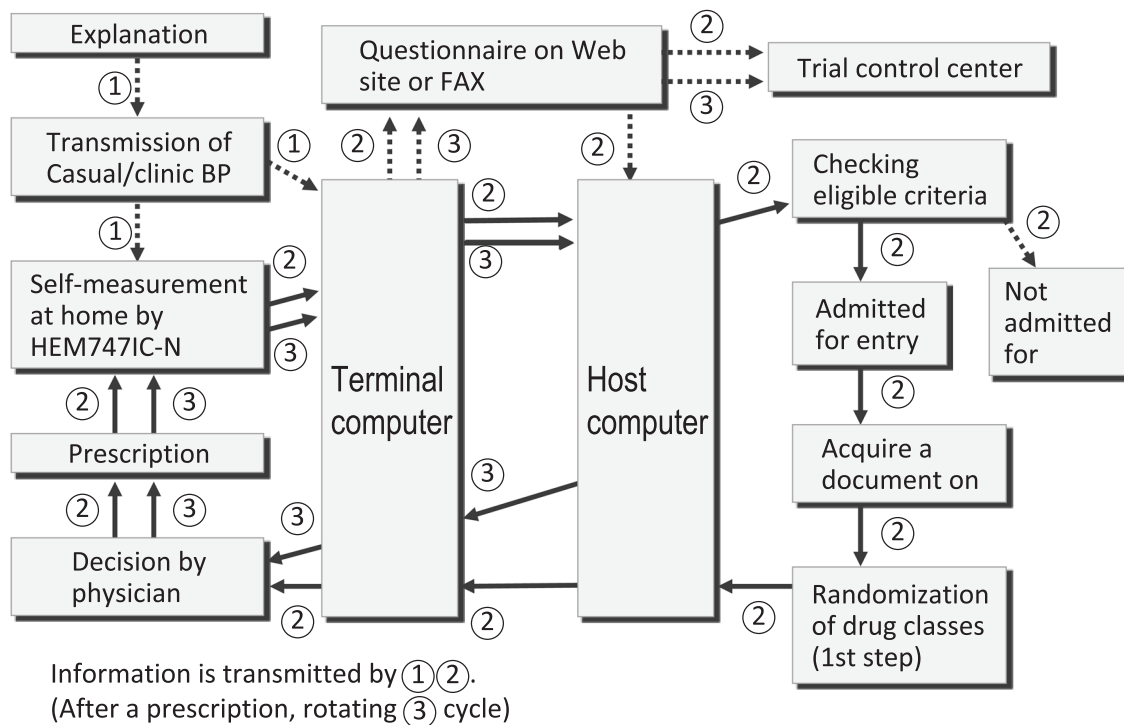 Explanation
①
Transmission of
Casual/clinic BP
①
①
Self-measurement
at home by
HEM747IC-N
②
③
②
③
Prescription
②
③
Decision by
physician
Questionnaire on Web
site or FAX
②
③
②
③
②
Trial control center
Terminal
computer
②
③
③
③
②
②
Host
computer
②
Checking
eligible criteria
②
②
Not
admitted
for
Admitted
for entry
②
Acquire a
document on
②
Randomization
of drug classes
(1st step)
②
Information is transmitted by ①②.
(After a prescription, rotating ③ cycle)